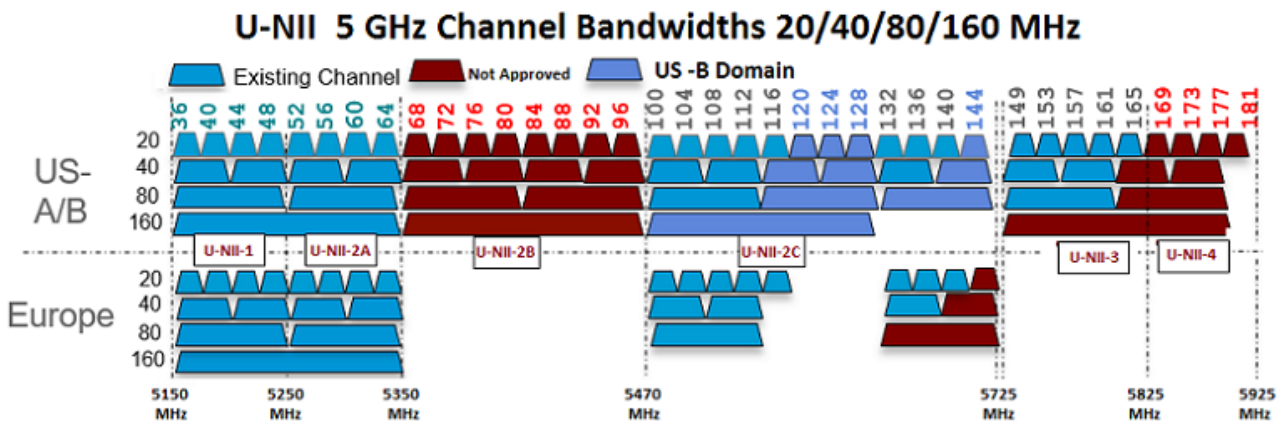 U-NII 5 GHz Channel Bandwidths 20/40/80/160 MHz
Existing Channel Not Approved US -B Domain
36 40 44 48 52 56 60 64 68 72 76 80 84 88 92 96 100 104 108 112 116 120 124 128 132 136 140 144 149 153 157 161 165 169 173 177 181
US-
A/B
20
40
80
160
U-NII-1 U-NII-2A U-NII-2B U-NII-2C U-NII-3 U-NII-4
Europe
20
40
80
160
5150 5250 5350 5470 5725 5825 5925
MHz MHz MHz MHz MHz MHz MHz